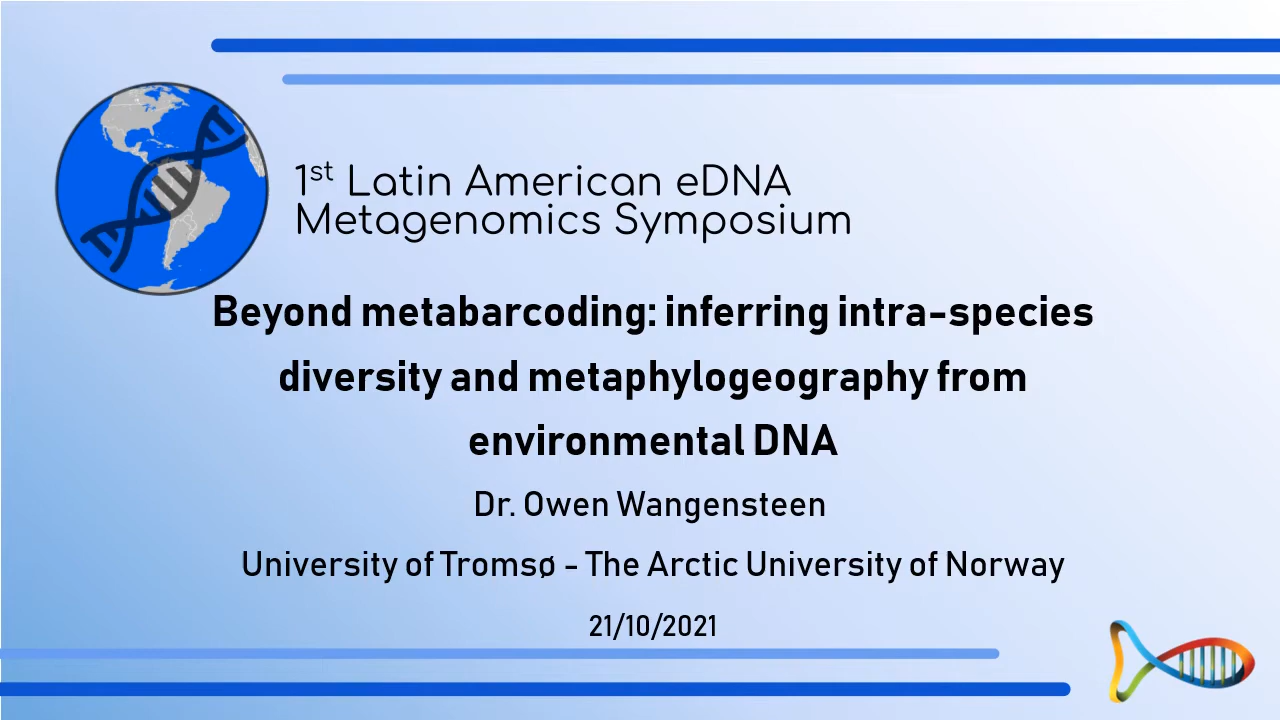 1st Latin American eDNA
Metagenomics Symposium
Beyond metabarcoding: inferring intra-species
diversity and metaphylogeography from
environmental DNA
Dr. Owen Wangensteen
University of Tromsø - The Arctic University of Norway
21/10/2021